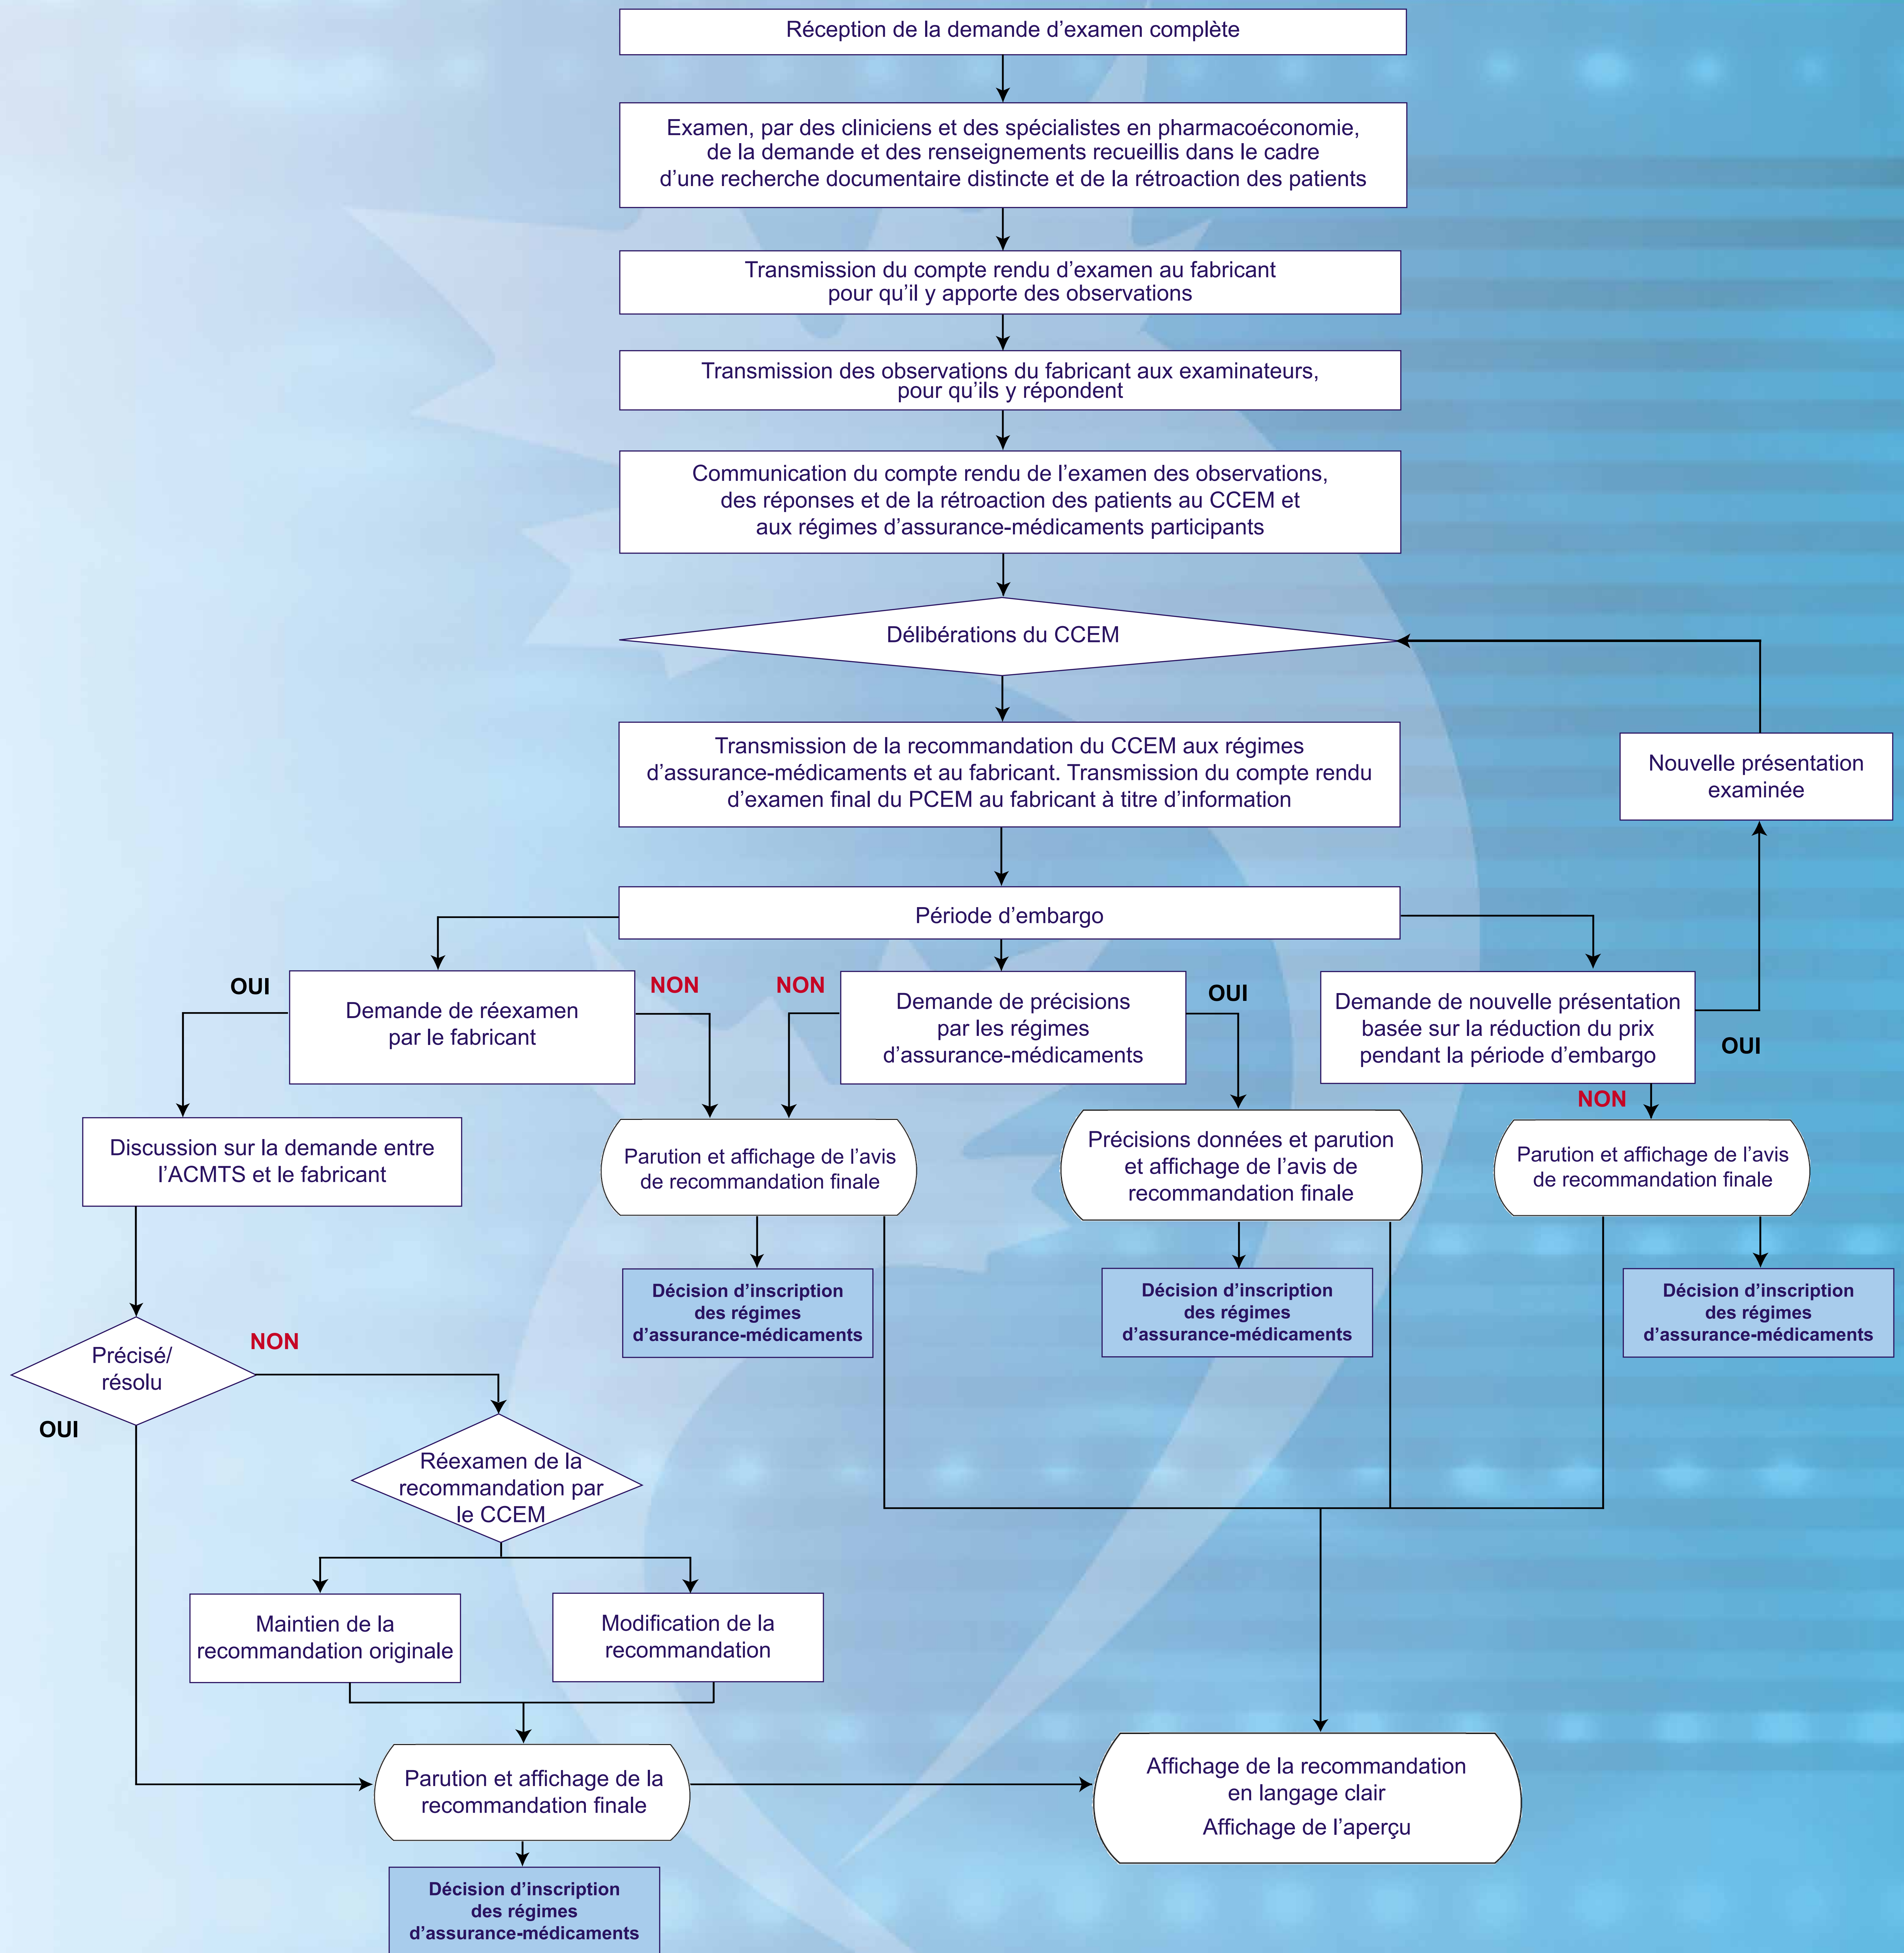 Réception de la demande d’examen complète
Examen, par des cliniciens et des spécialistes en pharmacoéconomie,
de la demande et des renseignements recueillis dans le cadre
d’une recherche documentaire distincte et de la rétroaction des patients
Transmission du compte rendu d’examen au fabricant
pour qu’il y apporte des observations
Transmission des observations du fabricant aux examinateurs,
pour qu’ils y répondent
Communication du compte rendu de l’examen des observations,
des réponses et de la rétroaction des patients au CCEM et
aux régimes d’assurance-médicaments participants
Délibérations du CCEM
Transmission de la recommandation du CCEM aux régimes
d’assurance-médicaments et au fabricant. Transmission du compte rendu
d’examen final du PCEM au fabricant à titre d’information
Nouvelle présentation
examinée
Période d’embargo
OUI
Demande de réexamen
par le fabricant
NON
NON
Demande de précisions
par les régimes
d’assurance-médicaments
OUI
Demande de nouvelle présentation
basée sur la réduction du prix
pendant la période d’embargo
OUI
NON
Discussion sur la demande entre
l’ACMTS et le fabricant
Parution et affichage de l’avis
de recommandation finale
Précisions données et parution
et affichage de l’avis de
recommandation finale
Parution et affichage de l’avis
de recommandation finale
Décision d’inscription
des régimes
d’assurance-médicaments
Décision d’inscription
des régimes
d’assurance-médicaments
Décision d’inscription
des régimes
d’assurance-médicaments
Précisé/
résolu
NON
OUI
Réexamen de la
recommandation par
le CCEM
Maintien de la
recommandation originale
Modification de la
recommandation
Parution et affichage de la
recommandation finale
Affichage de la recommandation
en langage clair
Affichage de l’aperçu
Décision d’inscription
des régimes
d’assurance-médicaments